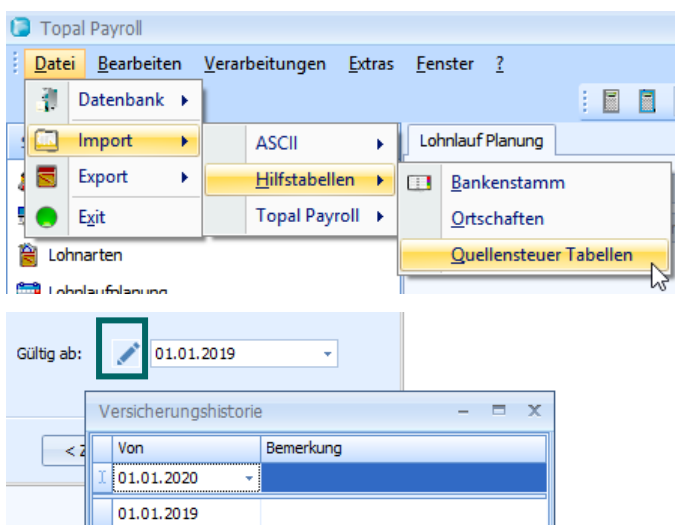 Topal Payroll
Datei Bearbeiten Verarbeitungen Extras Fenster ?
Datenbank
Import ASCII Lohnlauf Planung
Export Hilfstabellen Bankenstamm
Exit Topal Payroll Ortschaften
Lohnarten Quellensteuer Tabellen
Lohnlaufplanung
Gültig ab: 01.01.2019
Versicherungshistorie
Von Bemerkung
01.01.2020
01.01.2019